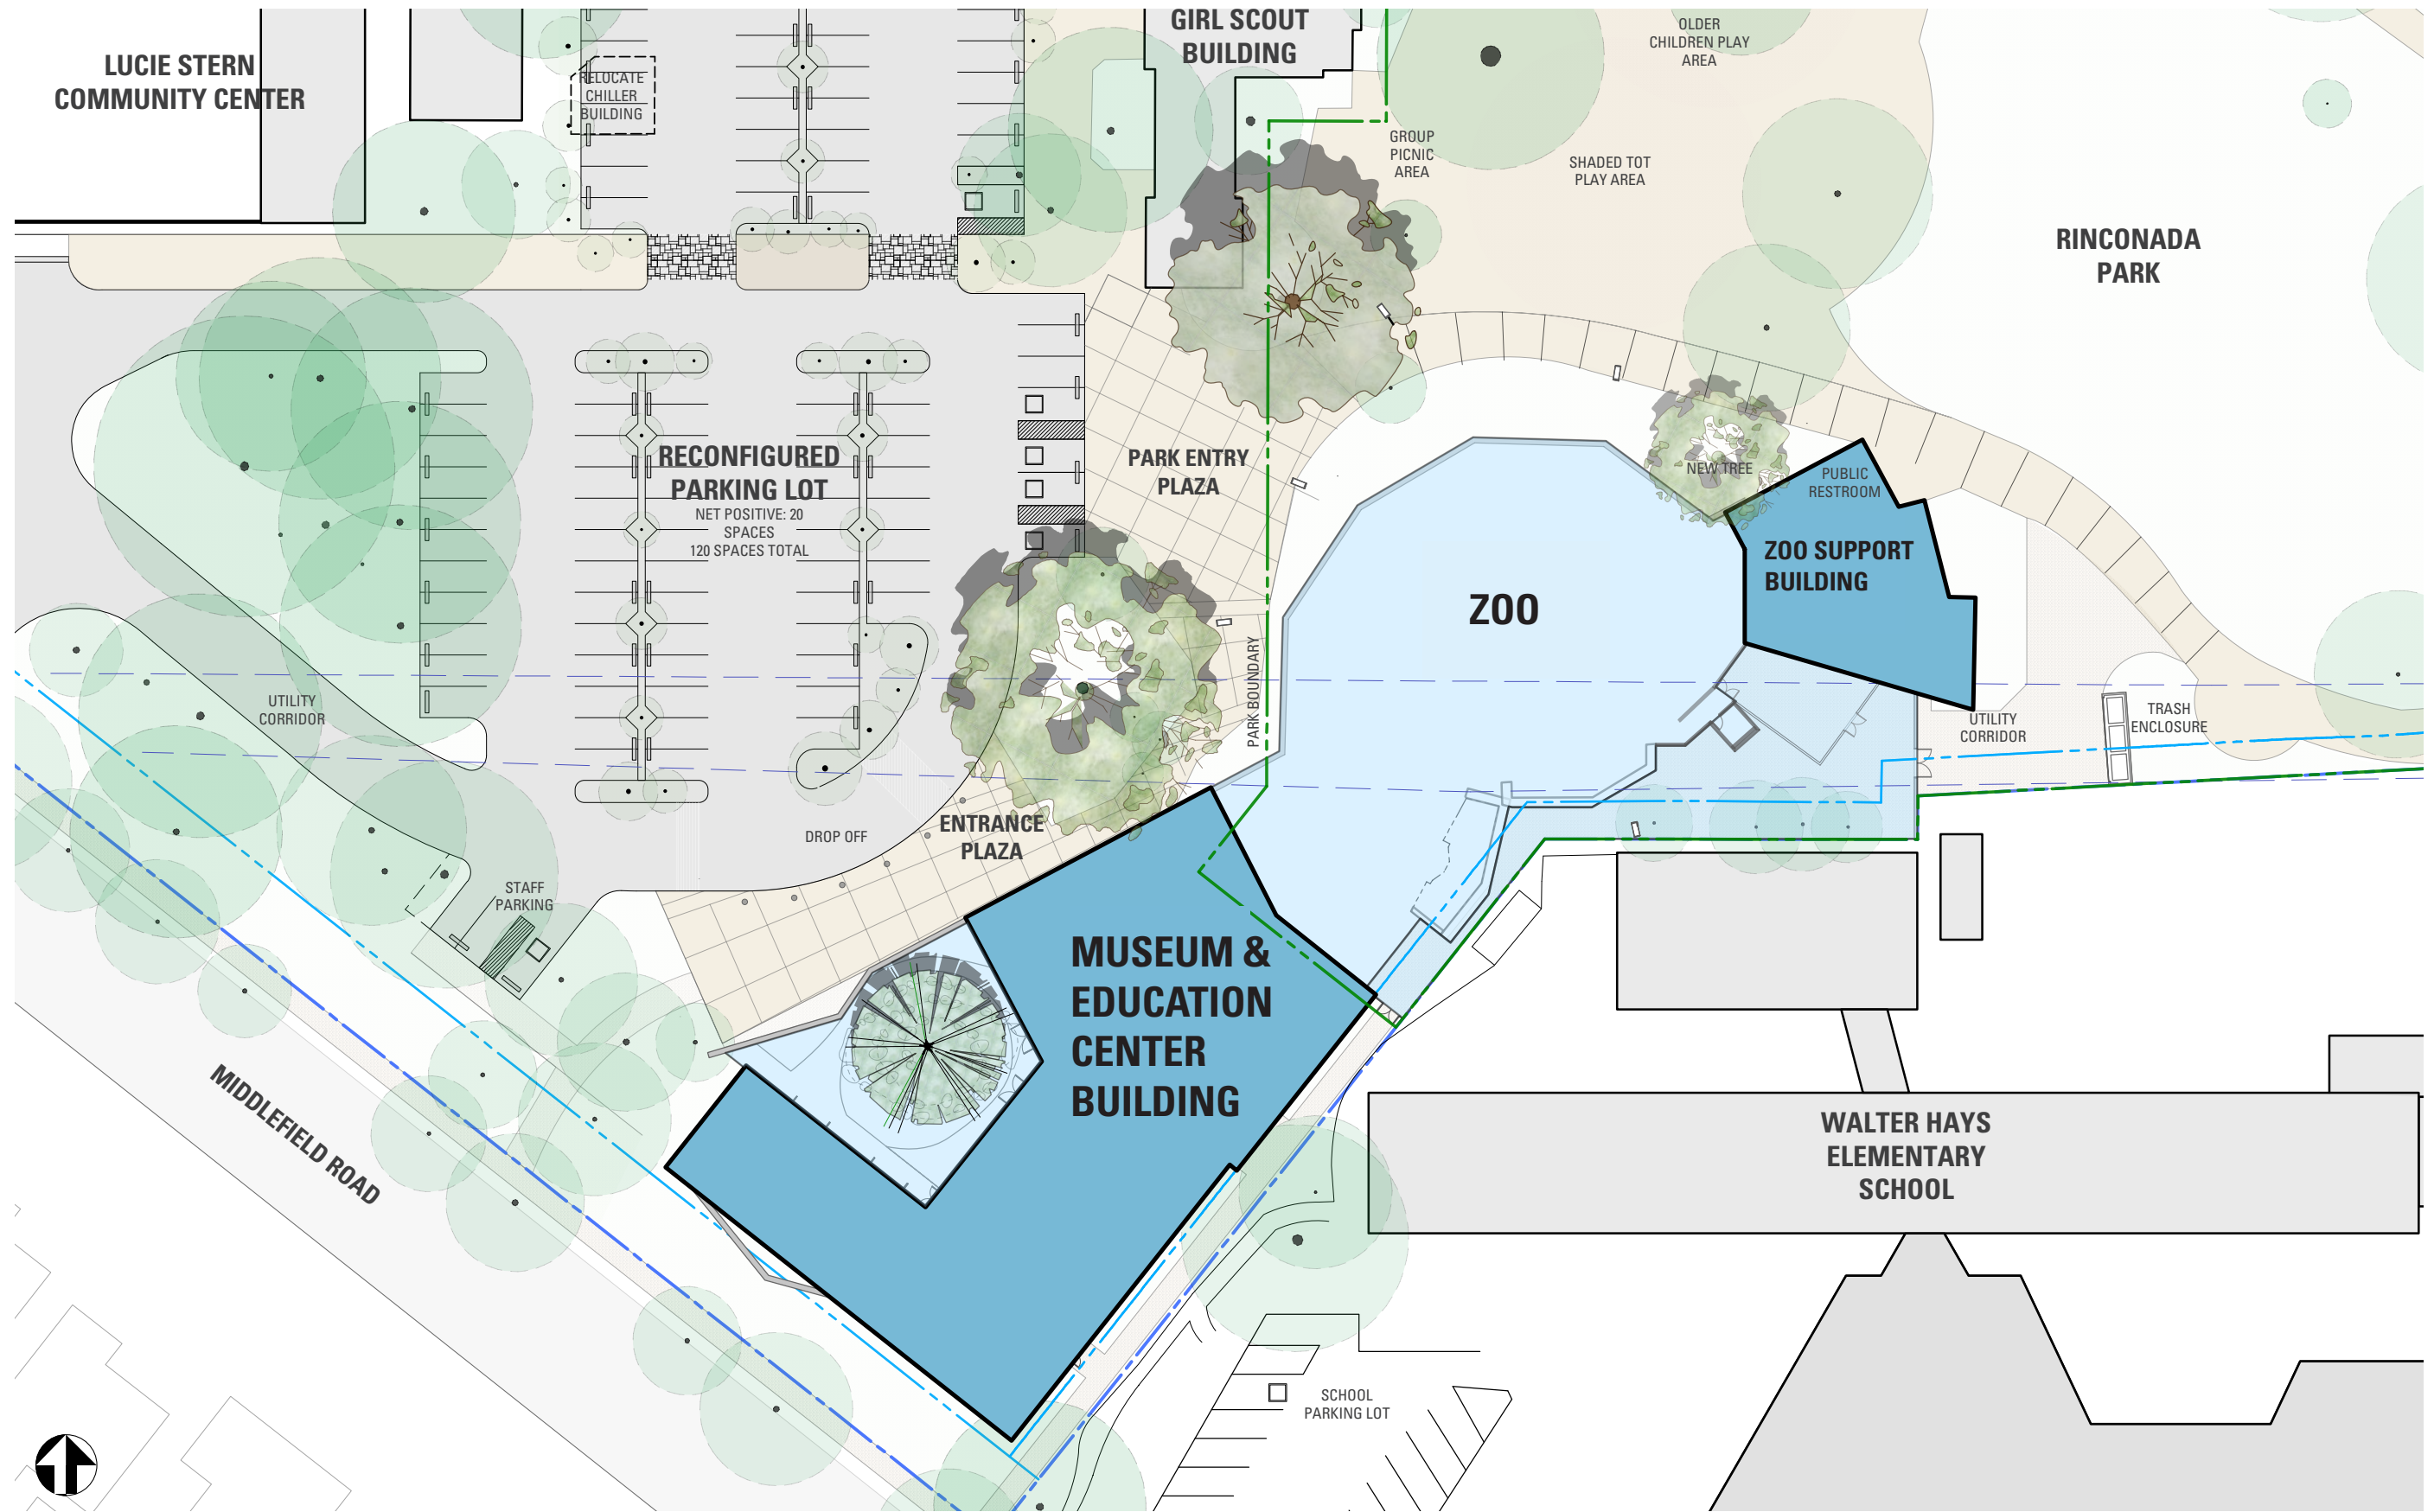 LUCIE STERN
COMMUNITY CENTER
RELOCATE
CHILLER
BUILDING
GIRL SCOUT
BUILDING
OLDER
CHILDREN PLAY
AREA
GROUP
PICNIC
AREA
SHADED TOT
PLAY AREA
RINCONADA
PARK
RECONFIGURED
PARKING LOT
NET POSITIVE: 20
SPACES
120 SPACES TOTAL
PARK ENTRY
PLAZA
NEW TREE
PUBLIC
RESTROOM
ZOO SUPPORT
BUILDING
ZOO
PARK BOUNDARY
UTILITY
CORRIDOR
UTILITY
CORRIDOR
TRASH
ENCLOSURE
DROP OFF
ENTRANCE
PLAZA
STAFF
PARKING
MUSEUM &
EDUCATION
CENTER
BUILDING
MIDDLEFIELD ROAD
WALTER HAYS
ELEMENTARY
SCHOOL
SCHOOL
PARKING LOT